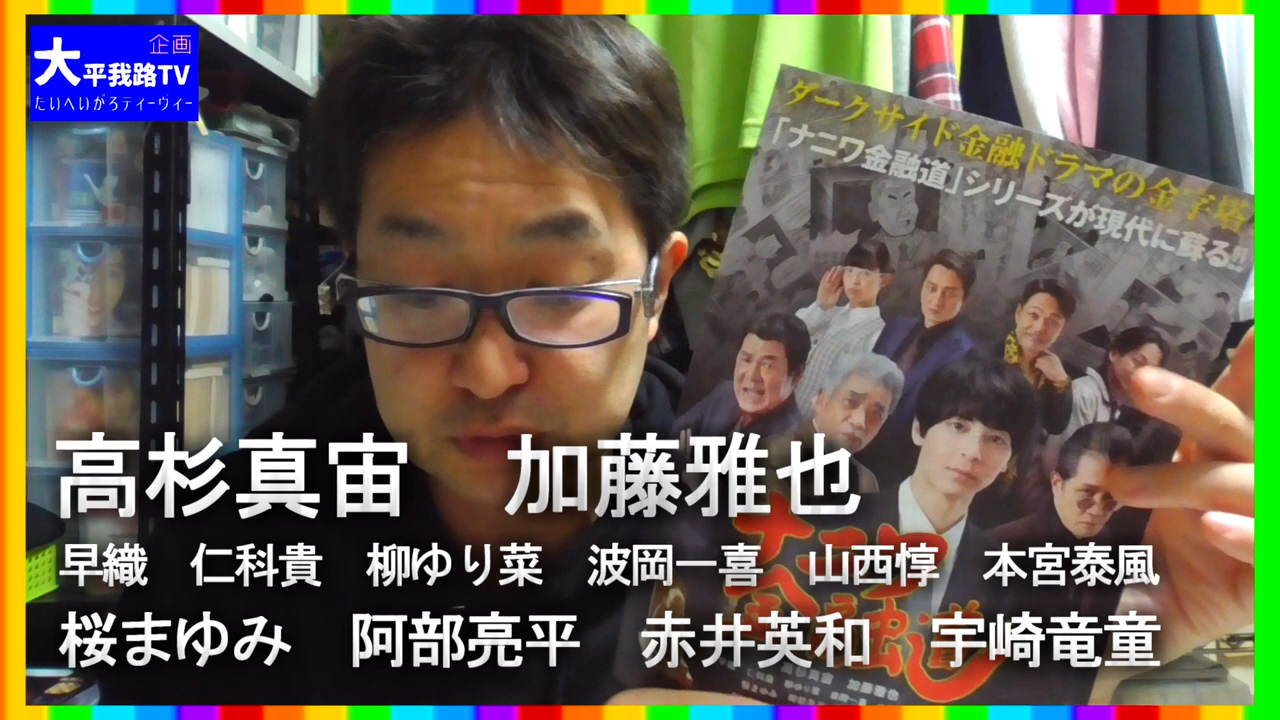 企画
大平我路TV
たいへいがろティーヴィー
ダークサイド金融ドラマの金字塔
「ナニワ金融道」シリーズが現代に蘇る!!
高杉真宙 加藤雅也
早織 仁科貴 柳ゆり菜 波岡一喜 山西惇 本宮泰風
桜まゆみ 阿部亮平 赤井英和 宇崎竜童